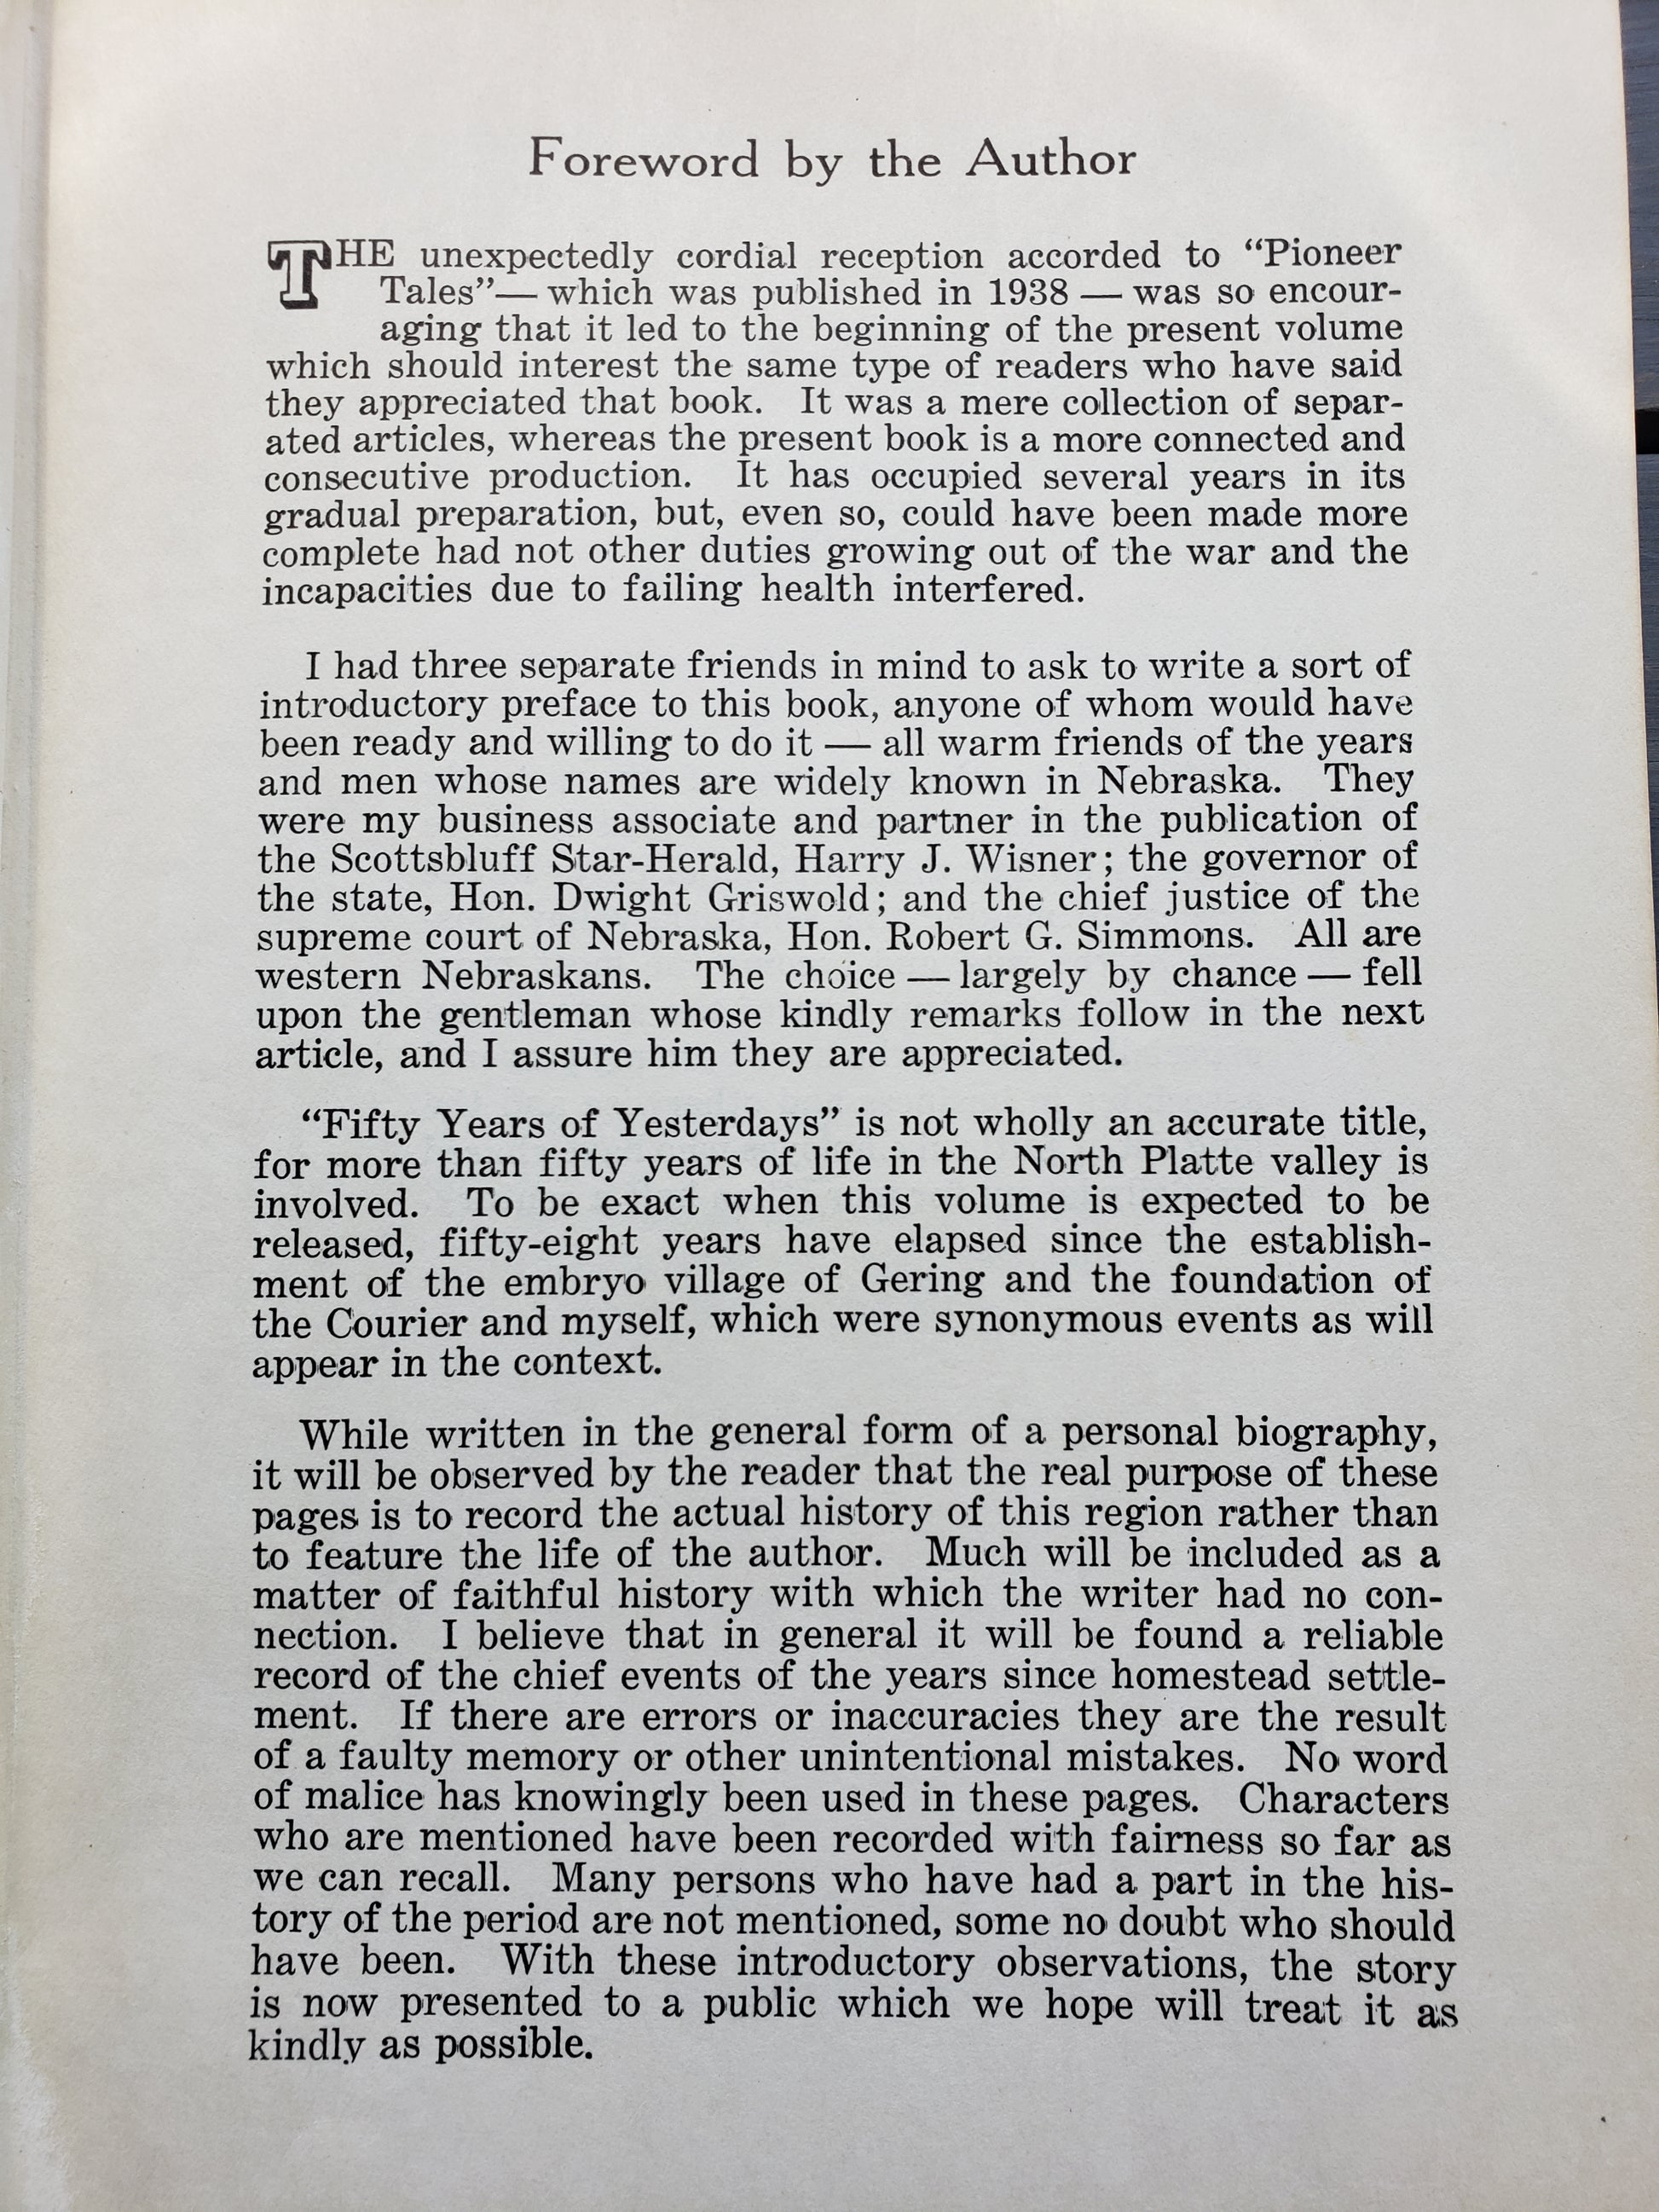 Foreword by the Author
THE unexpectedly cordial reception accorded to “Pioneer
Tales”— which was published in 1938 — was so encour-
aging that it led to the beginning of the present volume
which should interest the same type of readers who have said
they appreciated that book. It was a mere collection of separ-
ated articles, whereas the present book is a more connected and
consecutive production. It has occupied several years in its
gradual preparation, but, even so, could have been made more
complete had not other duties growing out of the war and the
incapacities due to failing health interfered.
I had three separate friends in mind to ask to write a sort of
introductory preface to this book, anyone of whom would have
been ready and willing to do it — all warm friends of the years
and men whose names are widely known in Nebraska. They
were my business associate and partner in the publication of
the Scottsbluff Star-Herald, Harry J. Wisner; the governor of
the state, Hon. Dwight Griswold; and the chief justice of the
supreme court of Nebraska, Hon. Robert G. Simmons. All are
western Nebraskans. The choice — largely by chance — fell
upon the gentleman whose kindly remarks follow in the next
article, and I assure him they are appreciated.
“Fifty Years of Yesterdays” is not wholly an accurate title,
for more than fifty years of life in the North Platte valley is
involved. To be exact when this volume is expected to be
released, fifty-eight years have elapsed since the establish-
ment of the embryo village of Gering and the foundation of
the Courier and myself, which were synonymous events as will
appear in the context.
While written in the general form of a personal biography,
it will be observed by the reader that the real purpose of these
pages is to record the actual history of this region rather than
to feature the life of the author. Much will be included as a
matter of faithful history with which the writer had no con-
nection. I believe that in general it will be found a reliable
record of the chief events of the years since homestead settle-
ment. If there are errors or inaccuracies they are the result
of a faulty memory or other unintentional mistakes. No word
of malice has knowingly been used in these pages. Characters
who are mentioned have been recorded with fairness so far as
we can recall. Many persons who have had a part in the his-
tory of the period are not mentioned, some no doubt who should
have been. With these introductory observations, the story
is now presented to a public which we hope will treat it as
kindly as possible.